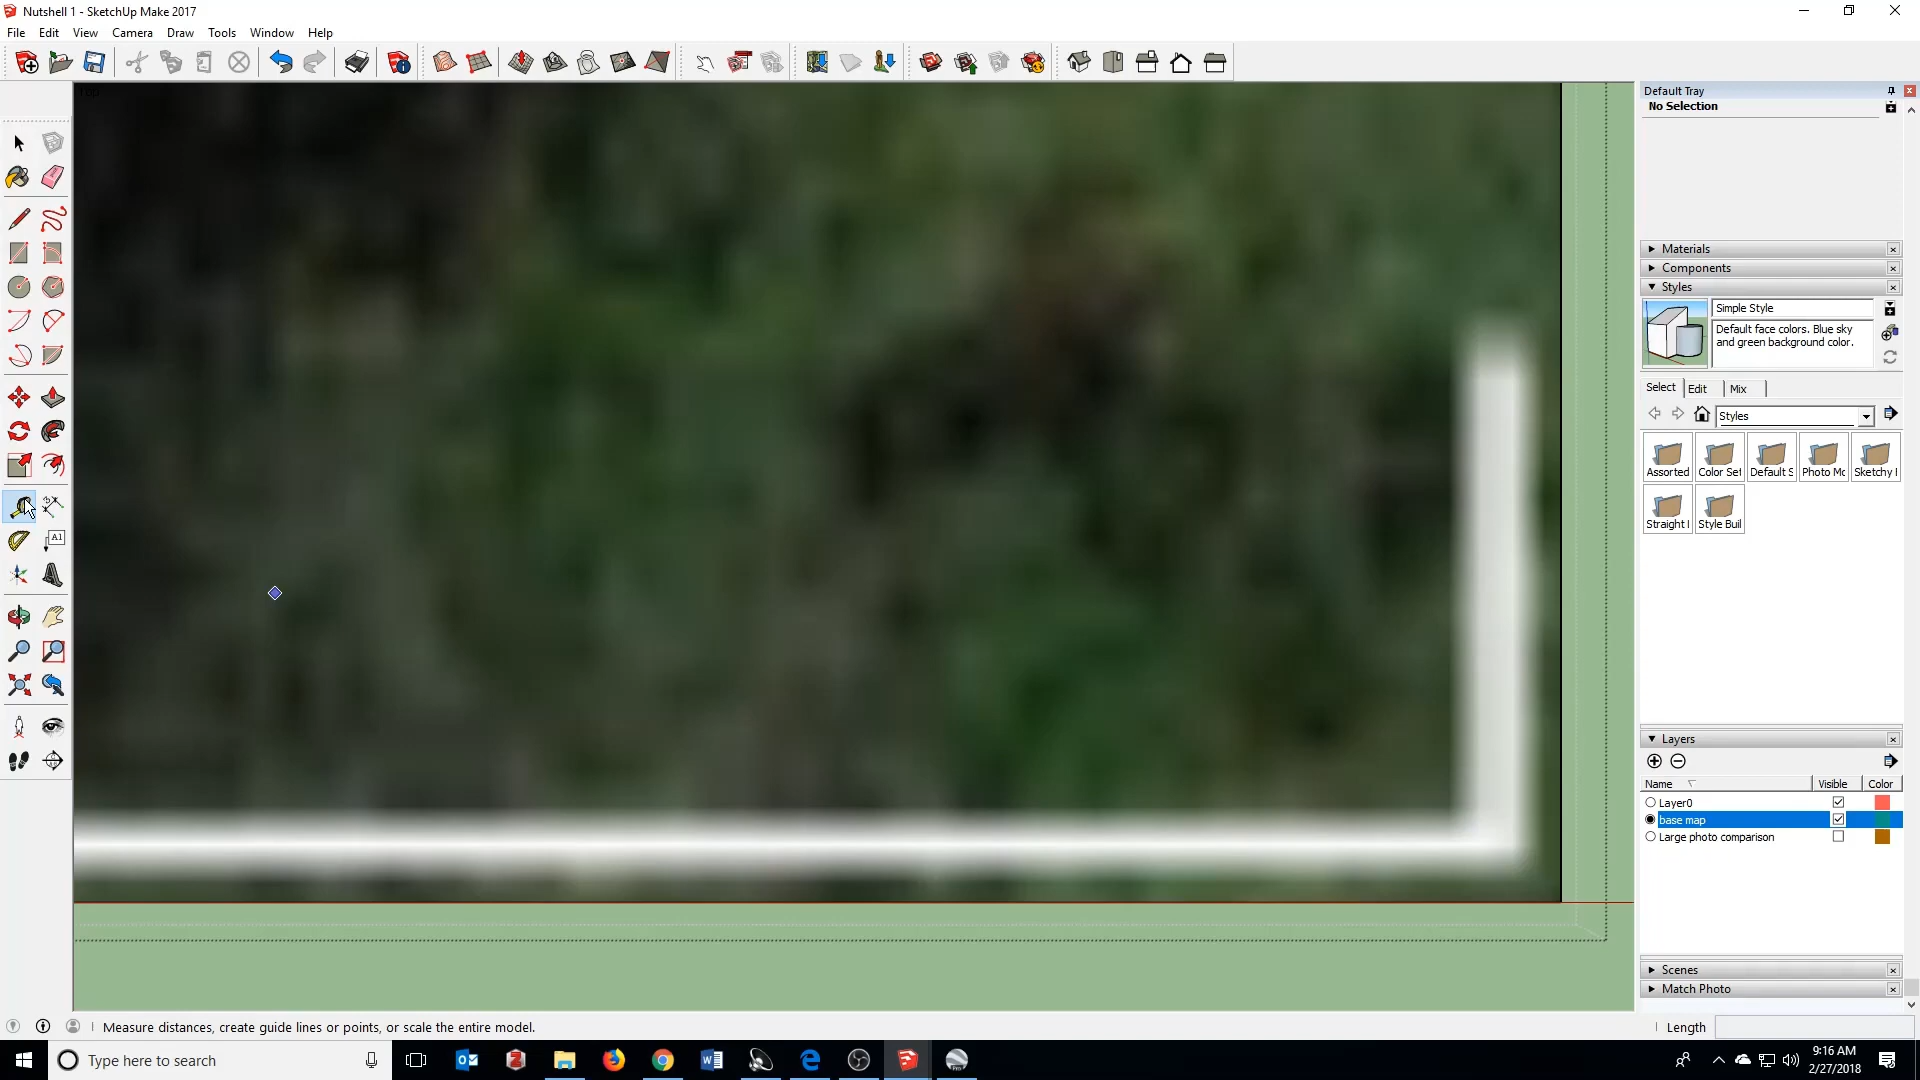 Nutshell 1 - SketchUp Make 2017
File Edit View Camera Draw Tools Window Help
Top
Default Tray
No Selection
Materials
Components
Styles
Simple Style
Default face colors. Blue sky
and green background color.
Select Edit Mix
Styles
Assorted Color Set Default S Photo Mo Sketchy I
Straight I Style Buil
A1
Layers
Name Visible Color
Layer0
base map
Large photo comparison
Scenes
Match Photo
Measure distances, create guide lines or points, or scale the entire model.
Length
Type here to search
9:16 AM
2/27/2018